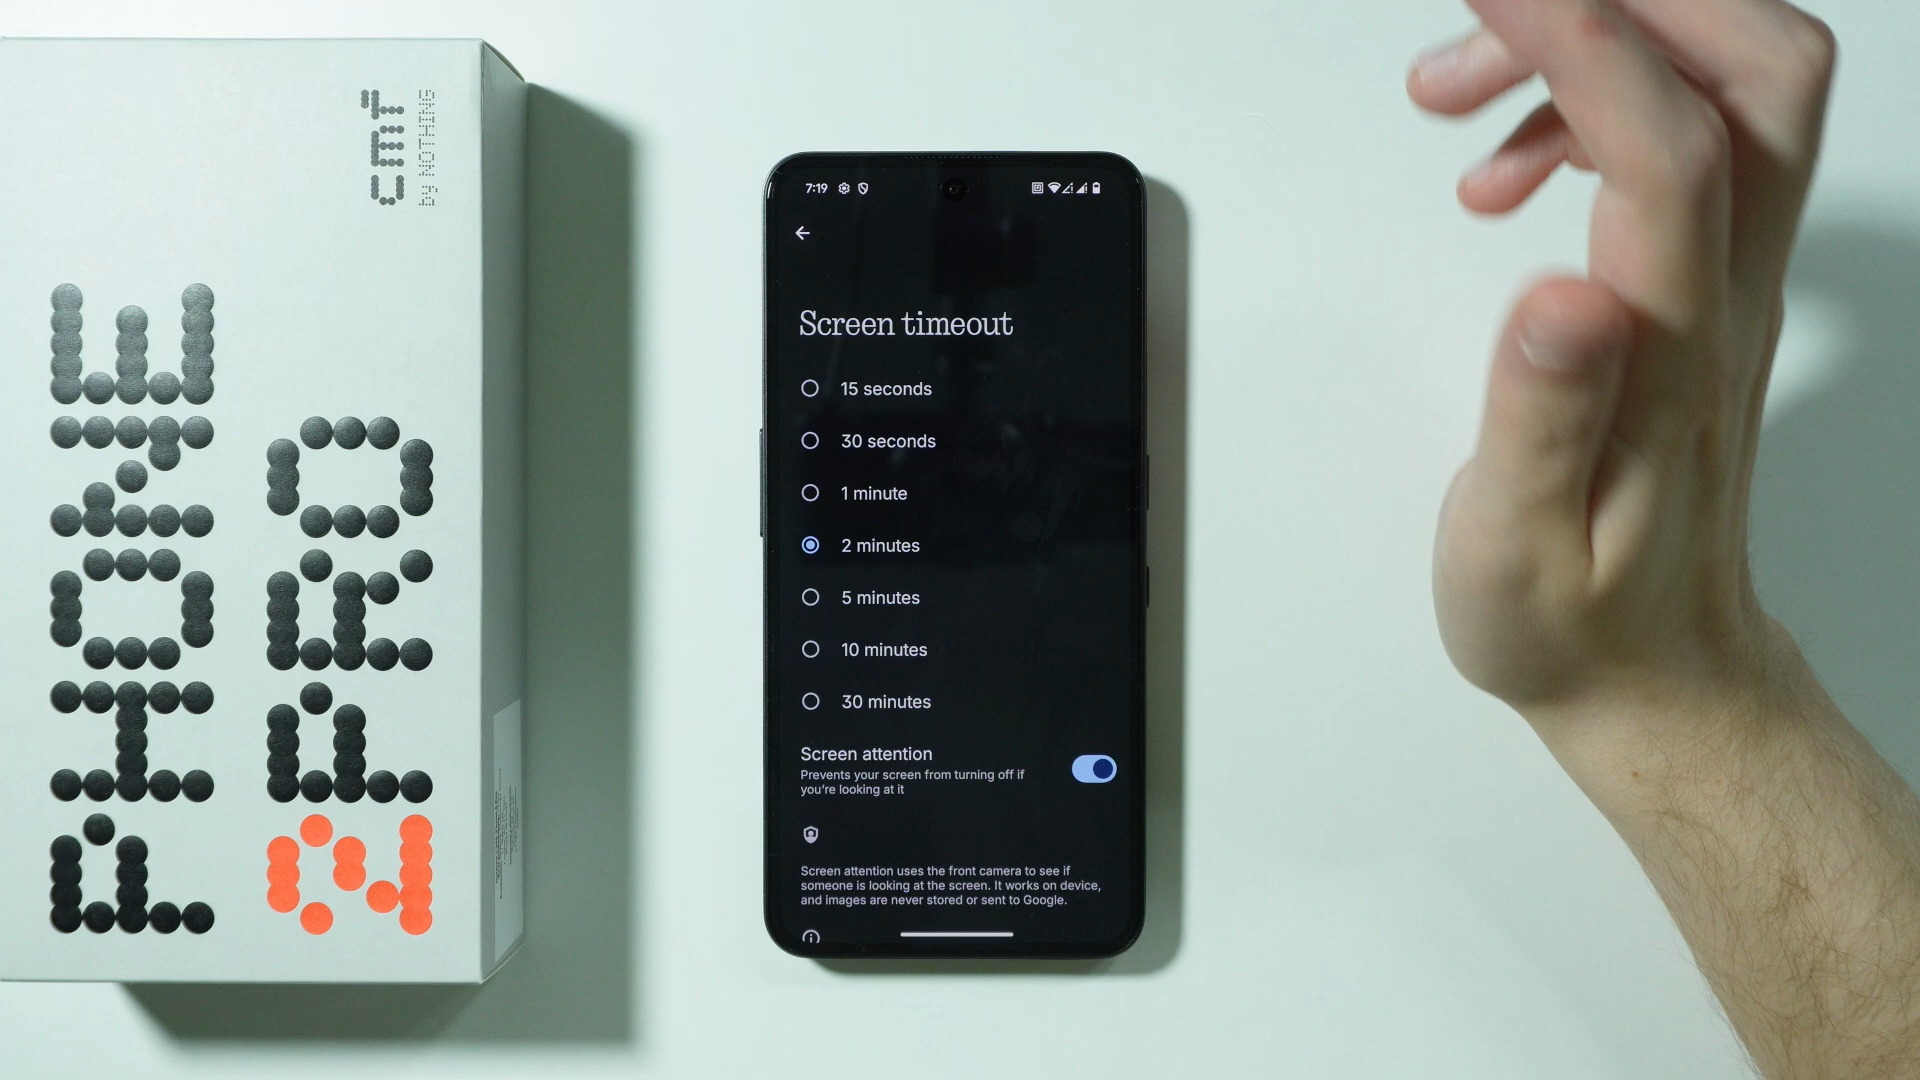 cmf
by NOTHING
PHONE
2 PRO
7:19
Screen timeout
15 seconds
30 seconds
1 minute
2 minutes
5 minutes
10 minutes
30 minutes
Screen attention
Prevents your screen from turning off if
you're looking at it
Screen attention uses the front camera to see if
someone is looking at the screen. It works on device,
and images are never stored or sent to Google.